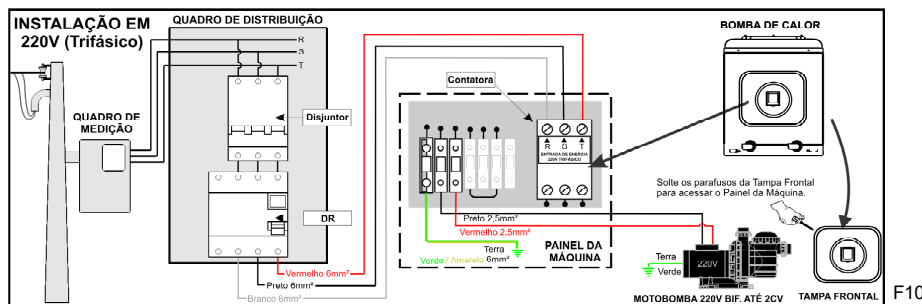 INSTALAÇÃO EM
220V (Trifásico)
QUADRO DE DISTRIBUIÇÃO
R
S
T
QUADRO DE
MEDIÇÃO
Disjuntor
DR
Vermelho 6mm²
Preto 6mm²
Branco 6mm²
Contatora
R S T
ENTRADA DE ENERGIA
220V TRIFÁSICO
Preto 2,5mm²
Vermelho 2,5mm²
Terra
Verde / Amarelo 6mm²
PAINEL DA
MÁQUINA
BOMBA DE CALOR
Solte os parafusos da Tampa Frontal
para acessar o Painel da Máquina.
Terra
Verde
220V
MOTOBOMBA 220V BIF. ATÉ 2CV
TAMPA FRONTAL
F10